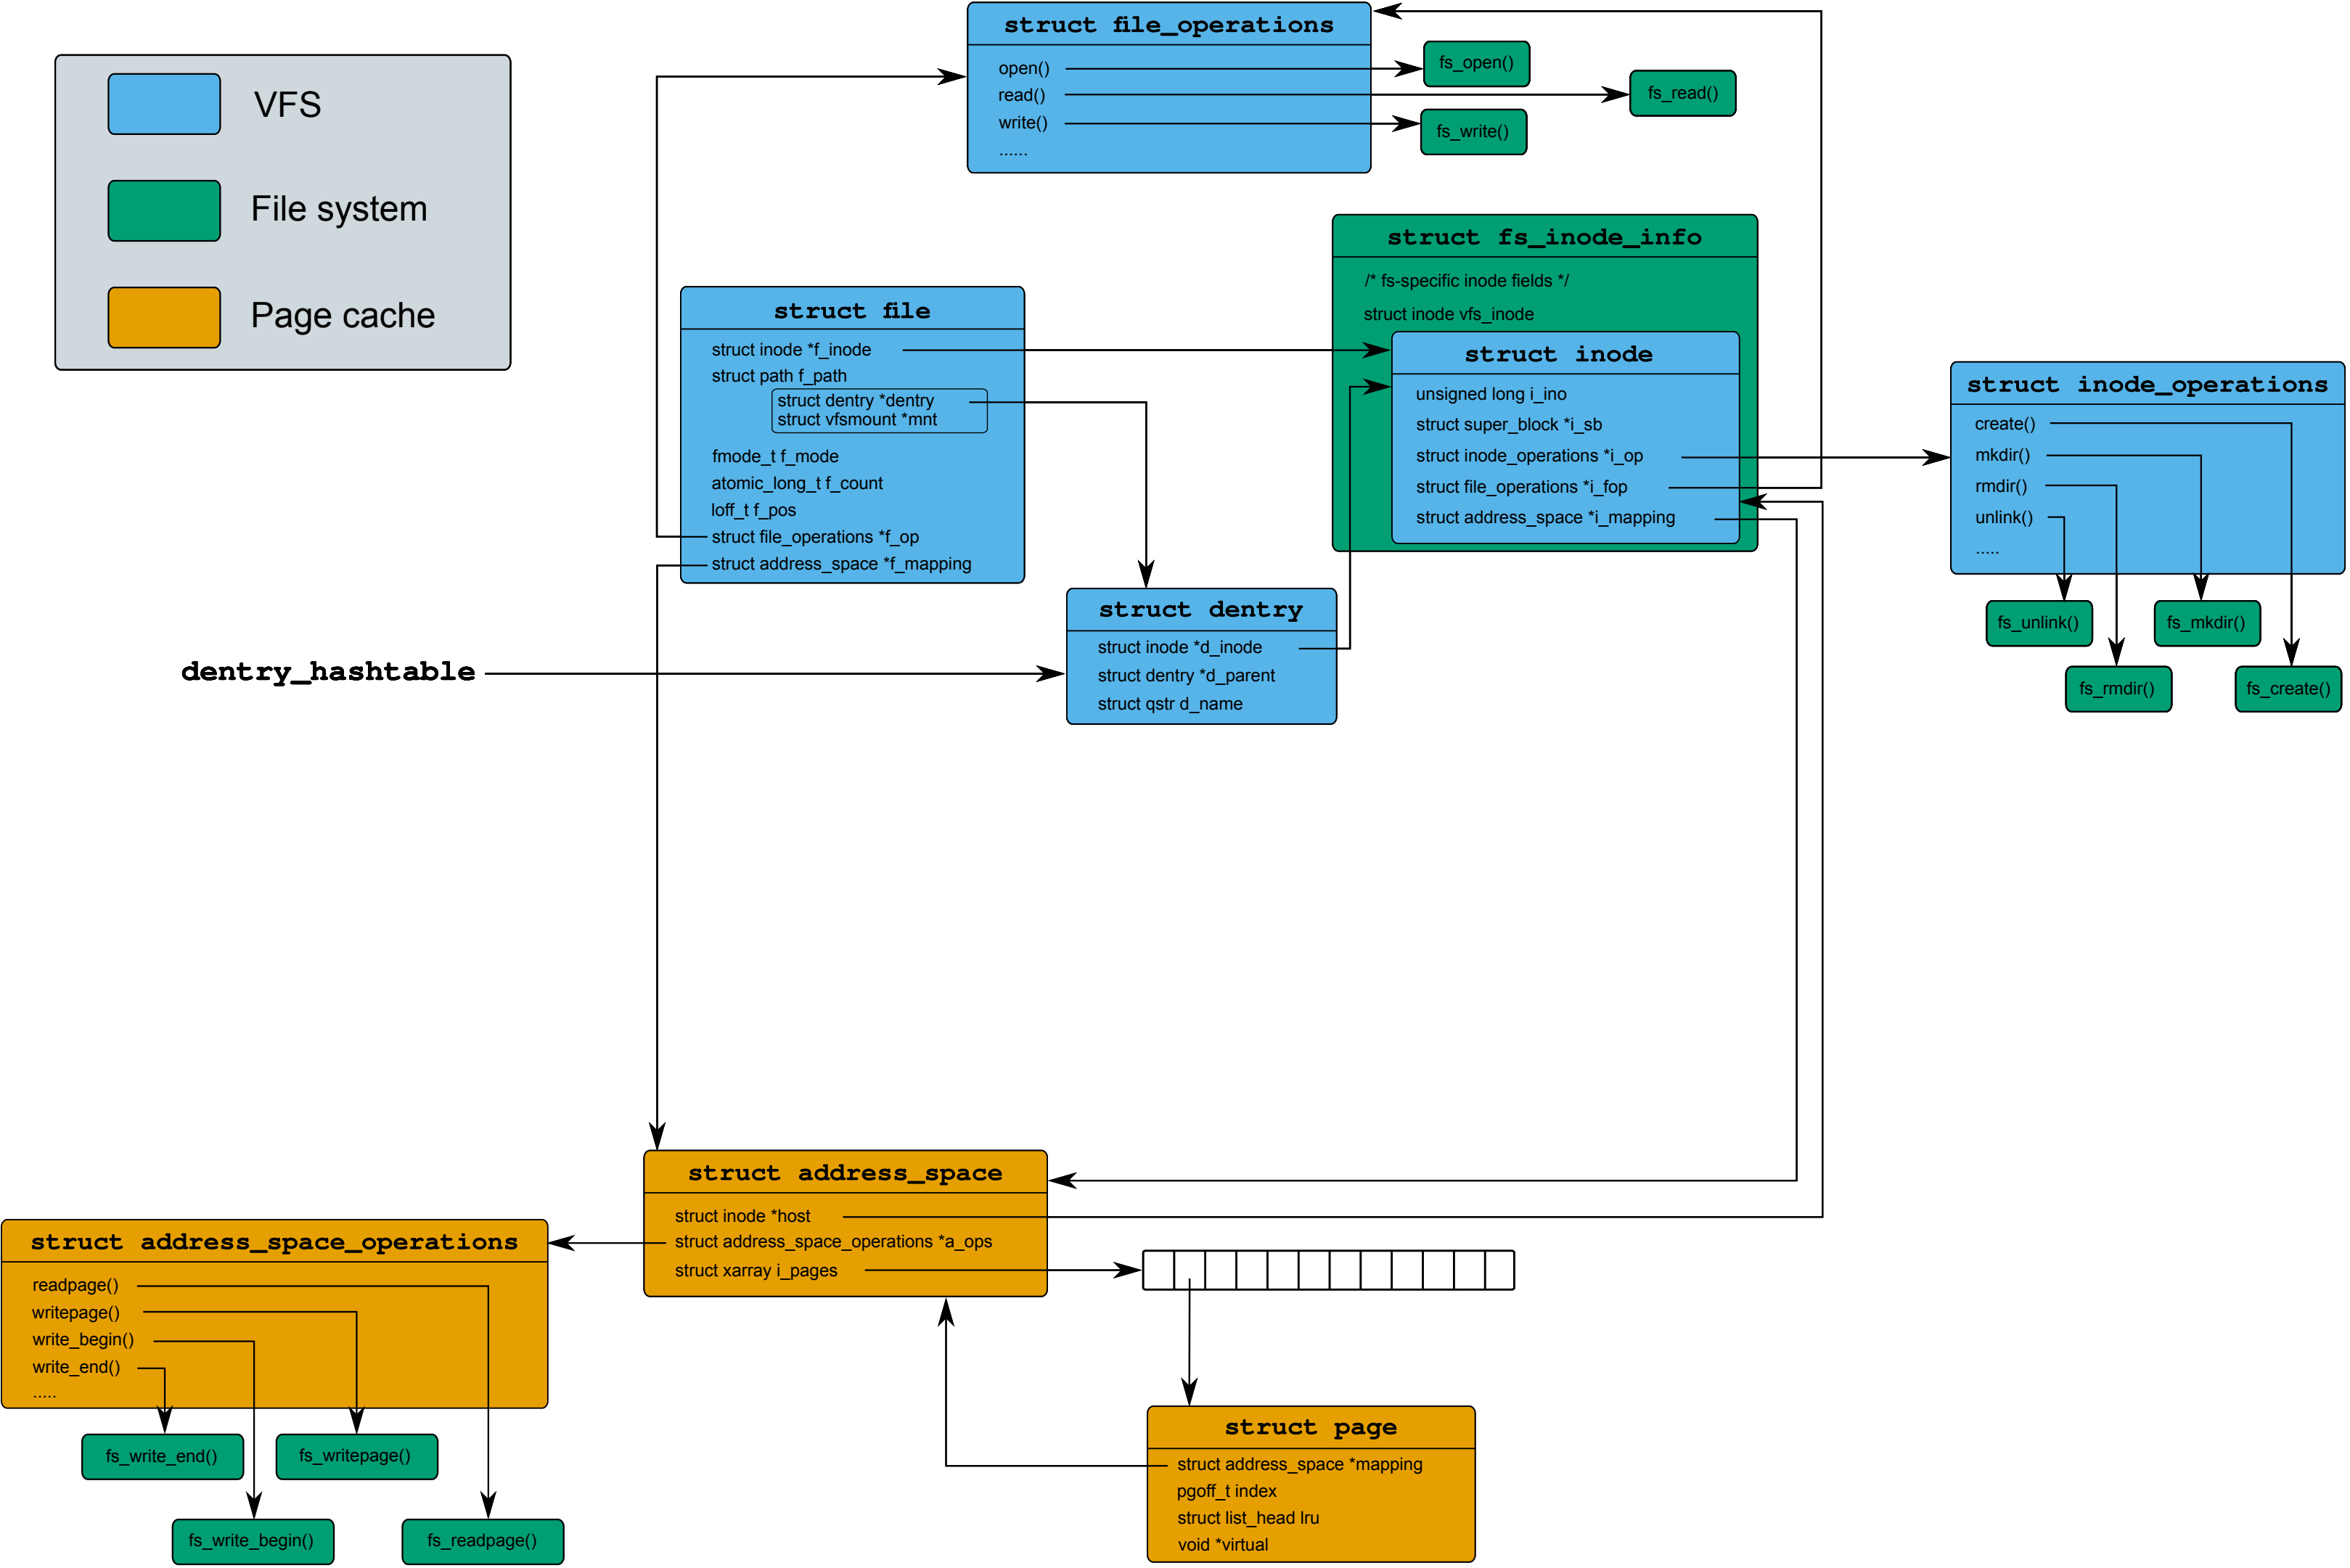 VFS
File system
Page cache
struct file_operations
open()
read()
write()
......
fs_open()
fs_read()
fs_write()
struct fs_inode_info
/* fs-specific inode fields */
struct inode vfs_inode
struct inode
unsigned long i_ino
struct super_block *i_sb
struct inode_operations *i_op
struct file_operations *i_fop
struct address_space *i_mapping
struct file
struct inode *f_inode
struct path f_path
struct dentry *dentry
struct vfsmount *mnt
fmode_t f_mode
atomic_long_t f_count
loff_t f_pos
struct file_operations *f_op
struct address_space *f_mapping
struct inode_operations
create()
mkdir()
rmdir()
unlink()
.....
fs_unlink()
fs_mkdir()
fs_rmdir()
fs_create()
struct dentry
struct inode *d_inode
struct dentry *d_parent
struct qstr d_name
dentry_hashtable
struct address_space
struct inode *host
struct address_space_operations *a_ops
struct xarray i_pages
struct address_space_operations
readpage()
writepage()
write_begin()
write_end()
.....
fs_write_end()
fs_writepage()
fs_write_begin()
fs_readpage()
struct page
struct address_space *mapping
pgoff_t index
struct list_head lru
void *virtual